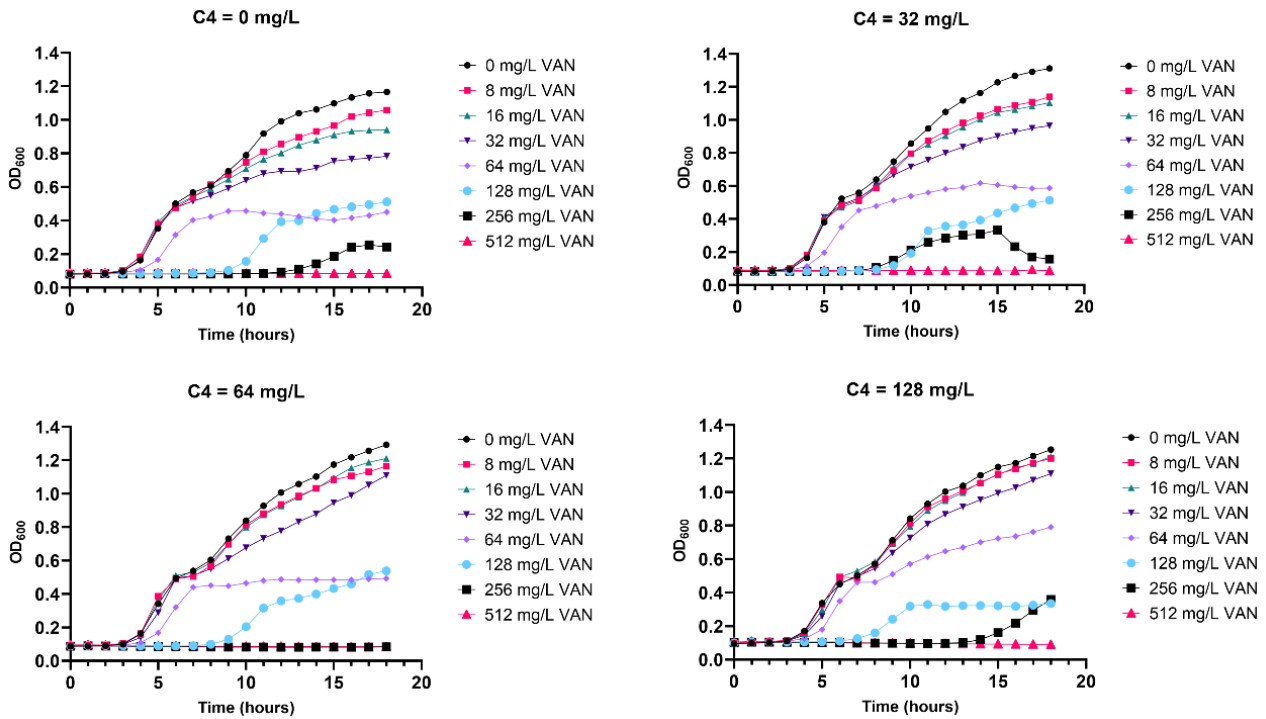 C4 = 0 mg/L
1.4
1.2
1.0
0.8
0.6
0.4
0.2
0.0
OD600
0
5
10
15
20
Time (hours)
0 mg/L VAN
8 mg/L VAN
16 mg/L VAN
32 mg/L VAN
64 mg/L VAN
128 mg/L VAN
256 mg/L VAN
512 mg/L VAN
C4 = 32 mg/L
1.4
1.2
1.0
0.8
0.6
0.4
0.2
0.0
OD600
0
5
10
15
20
Time (hours)
0 mg/L VAN
8 mg/L VAN
16 mg/L VAN
32 mg/L VAN
64 mg/L VAN
128 mg/L VAN
256 mg/L VAN
512 mg/L VAN
C4 = 64 mg/L
1.4
1.2
1.0
0.8
0.6
0.4
0.2
0.0
OD600
0
5
10
15
20
Time (hours)
0 mg/L VAN
8 mg/L VAN
16 mg/L VAN
32 mg/L VAN
64 mg/L VAN
128 mg/L VAN
256 mg/L VAN
512 mg/L VAN
C4 = 128 mg/L
1.4
1.2
1.0
0.8
0.6
0.4
0.2
0.0
OD600
0
5
10
15
20
Time (hours)
0 mg/L VAN
8 mg/L VAN
16 mg/L VAN
32 mg/L VAN
64 mg/L VAN
128 mg/L VAN
256 mg/L VAN
512 mg/L VAN